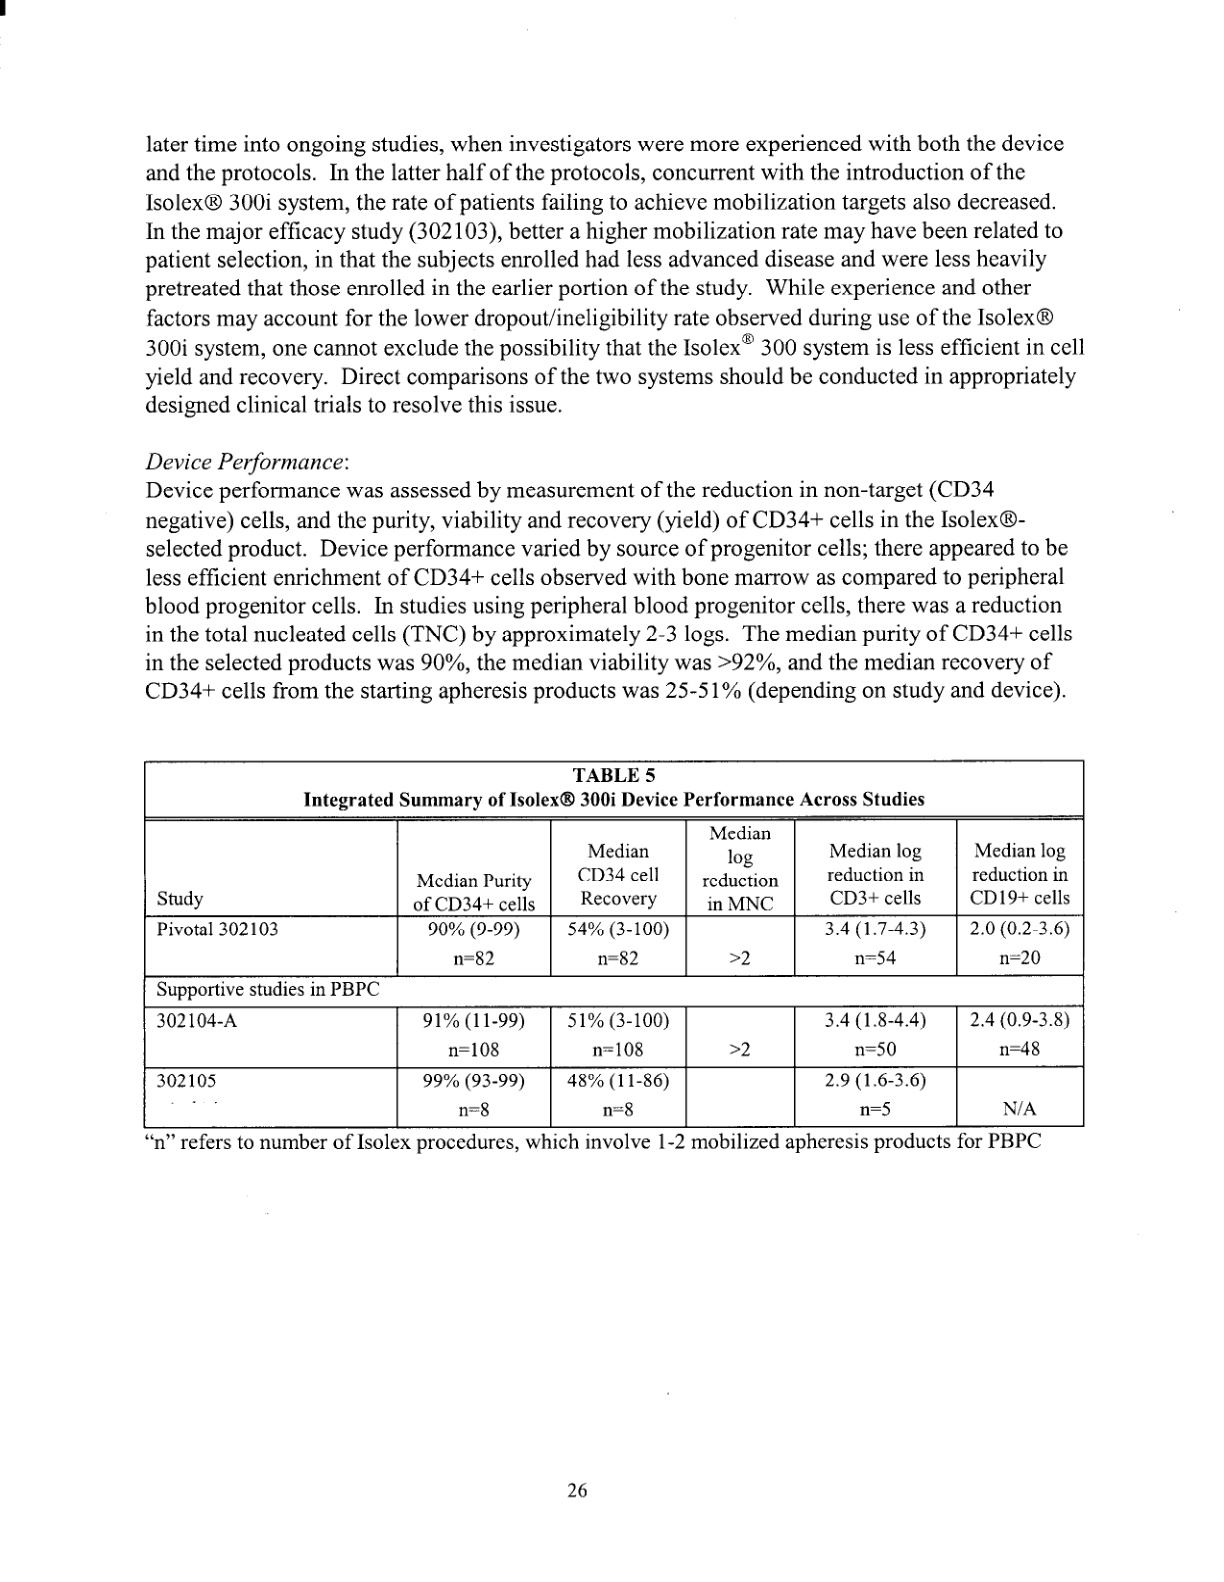 later time into ongoing studies, when investigators were more experienced with both the device
and the protocols. In the latter half of the protocols, concurrent with the introduction of the
Isolex® 300i system, the rate of patients failing to achieve mobilization targets also decreased.
In the major efficacy study (302103), better a higher mobilization rate may have been related to
patient selection, in that the subjects enrolled had less advanced disease and were less heavily
pretreated that those enrolled in the earlier portion of the study. While experience and other
factors may account for the lower dropout/ineligibility rate observed during use of the Isolex®
300i system, one cannot exclude the possibility that the Isolex® 300 system is less efficient in cell
yield and recovery. Direct comparisons of the two systems should be conducted in appropriately
designed clinical trials to resolve this issue.
Device Performance:
Device performance was assessed by measurement of the reduction in non-target (CD34
negative) cells, and the purity, viability and recovery (yield) of CD34+ cells in the Isolex®-
selected product. Device performance varied by source of progenitor cells; there appeared to be
less efficient enrichment of CD34+ cells observed with bone marrow as compared to peripheral
blood progenitor cells. In studies using peripheral blood progenitor cells, there was a reduction
in the total nucleated cells (TNC) by approximately 2-3 logs. The median purity of CD34+ cells
in the selected products was 90%, the median viability was >92%, and the median recovery of
CD34+ cells from the starting apheresis products was 25-51% (depending on study and device).
TABLE 5
Integrated Summary of Isolex® 300i Device Performance Across Studies
Study
Median Purity
of CD34+ cells
Median
CD34 cell
Recovery
Median
log
reduction
in MNC
Median log
reduction in
CD3+ cells
Median log
reduction in
CD19+ cells
Pivotal 302103
90% (9-99)
n=82
54% (3-100)
n=82
>2
3.4 (1.7-4.3)
n=54
2.0 (0.2-3.6)
n=20
Supportive studies in PBPC
302104-A
91% (11-99)
n=108
51% (3-100)
n=108
>2
3.4 (1.8-4.4)
n=50
2.4 (0.9-3.8)
n=48
302105
99% (93-99)
n=8
48% (11-86)
n=8
2.9 (1.6-3.6)
n=5
N/A
“n” refers to number of Isolex procedures, which involve 1-2 mobilized apheresis products for PBPC
26